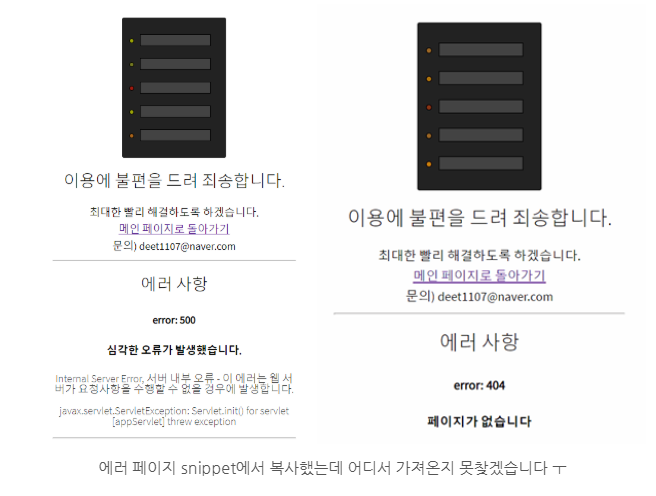 이용에 불편을 드려 죄송합니다.
최대한 빨리 해결하도록 하겠습니다.
메인 페이지로 돌아가기
문의) deet1107@naver.com
에러 사항
error: 500
심각한 오류가 발생했습니다.
Internal Server Error, 서버 내부 오류 - 이 에러는 웹 서
버가 요청사항을 수행할 수 없을 경우에 발생합니다.
javax.servlet.ServletException: Servlet.init() for servlet
[appServlet] threw exception
이용에 불편을 드려 죄송합니다.
최대한 빨리 해결하도록 하겠습니다.
메인 페이지로 돌아가기
문의) deet1107@naver.com
에러 사항
error: 404
페이지가 없습니다
에러 페이지 snippet에서 복사했는데 어디서 가져온지 못찾겠습니다 ㅜ